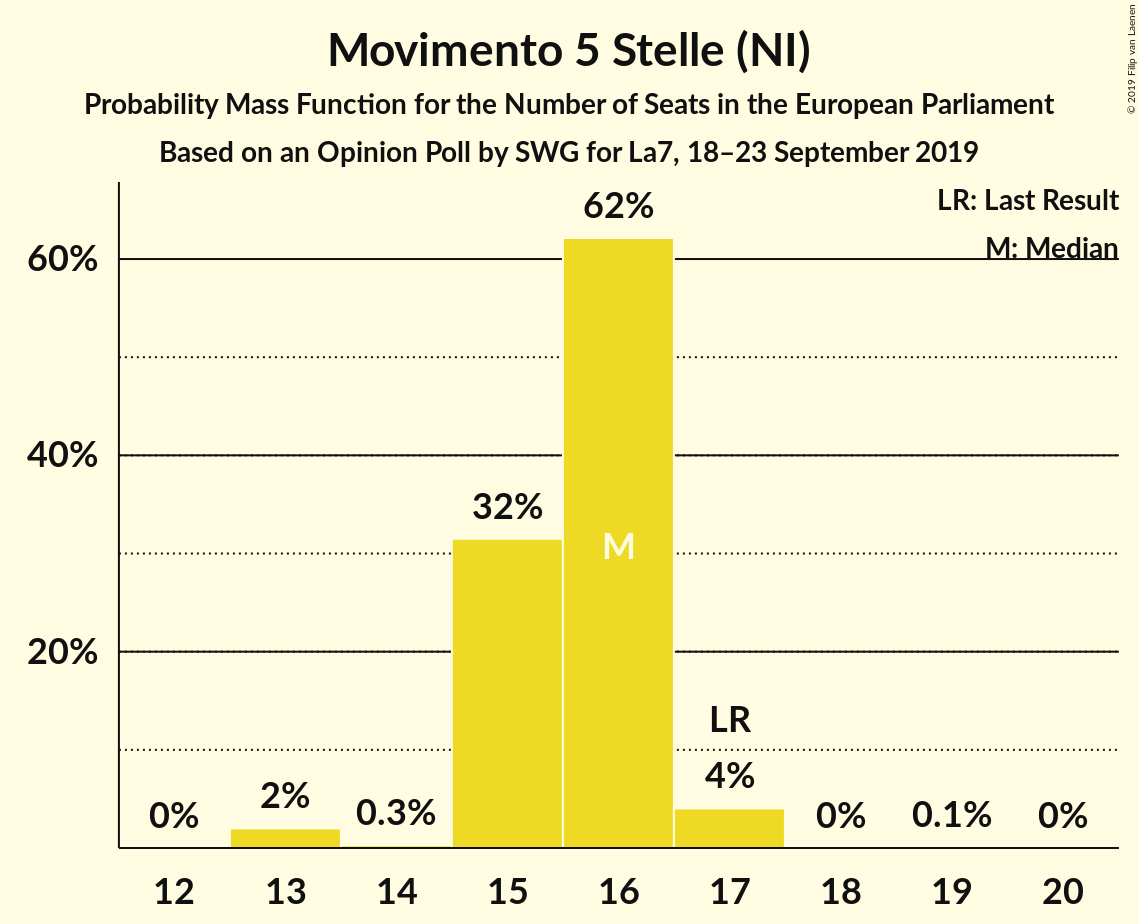 Movimento 5 Stelle (NI)
Probability Mass Function for the Number of Seats in the European Parliament
Based on an Opinion Poll by SWG for La7, 18–23 September 2019
© 2019 Filip van Laenen
LR: Last Result
M: Median
62%
60%
40%
32%
M
20%
LR
4%
2%
0.3%
0%
0%
0.1%
0%
12 13 14 15 16 17 18 19 20